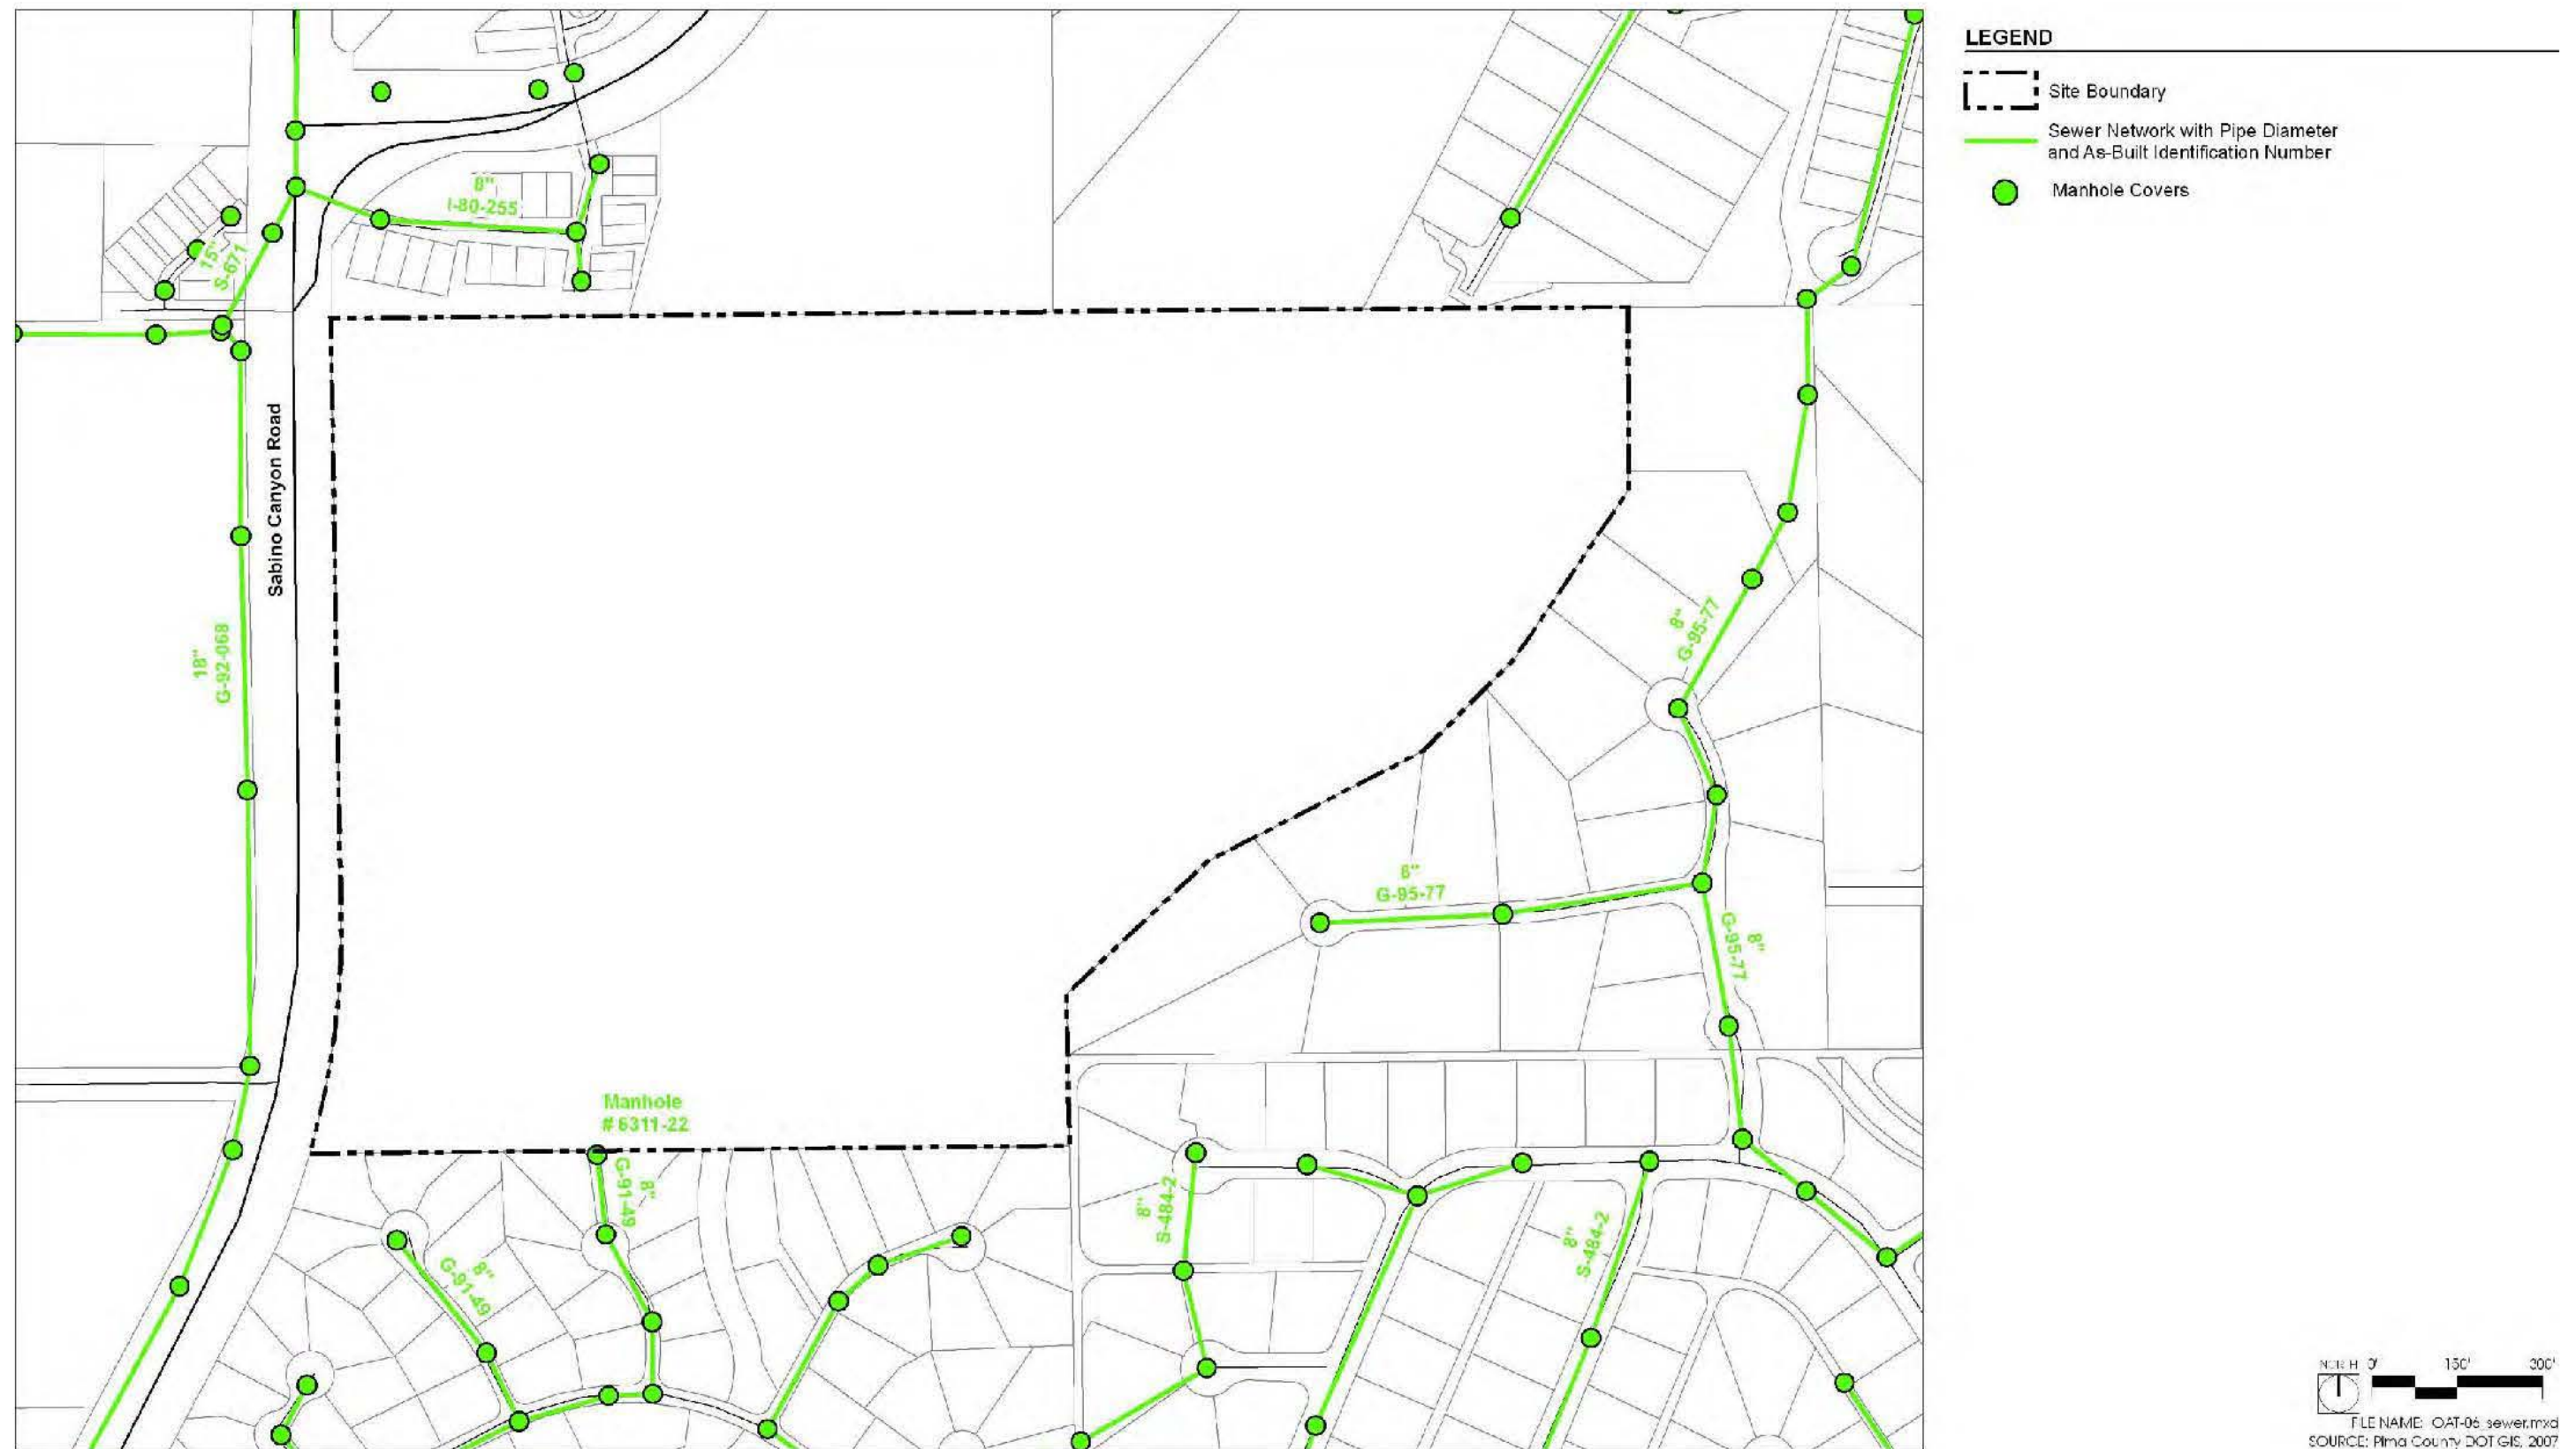 LEGEND
Site Boundary
Sewer Network with Pipe Diameter
and As-Built Identification Number
Manhole Covers
8"
I-80-255
15"
S-671
Sabino Canyon Road
18"
G-92-068
8"
G-95-77
8"
G-95-77
8"
G-95-77
Manhole
# 6311-22
8"
G-91-49
8"
G-91-49
8"
S-484-2
8"
S-484-2
NORTH 0' 150' 300'
FILE NAME: OAT-06_sewer.mxd
SOURCE: Pima County DOT GIS, 2007